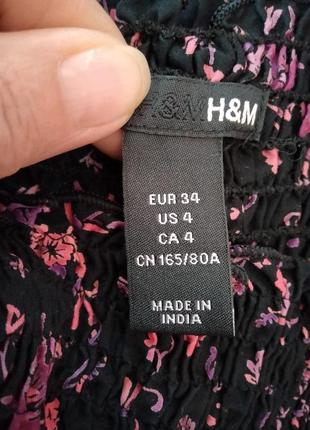 H&M H&M
EUR 34
US 4
CA 4
CN 165/80A
MADE IN
INDIA